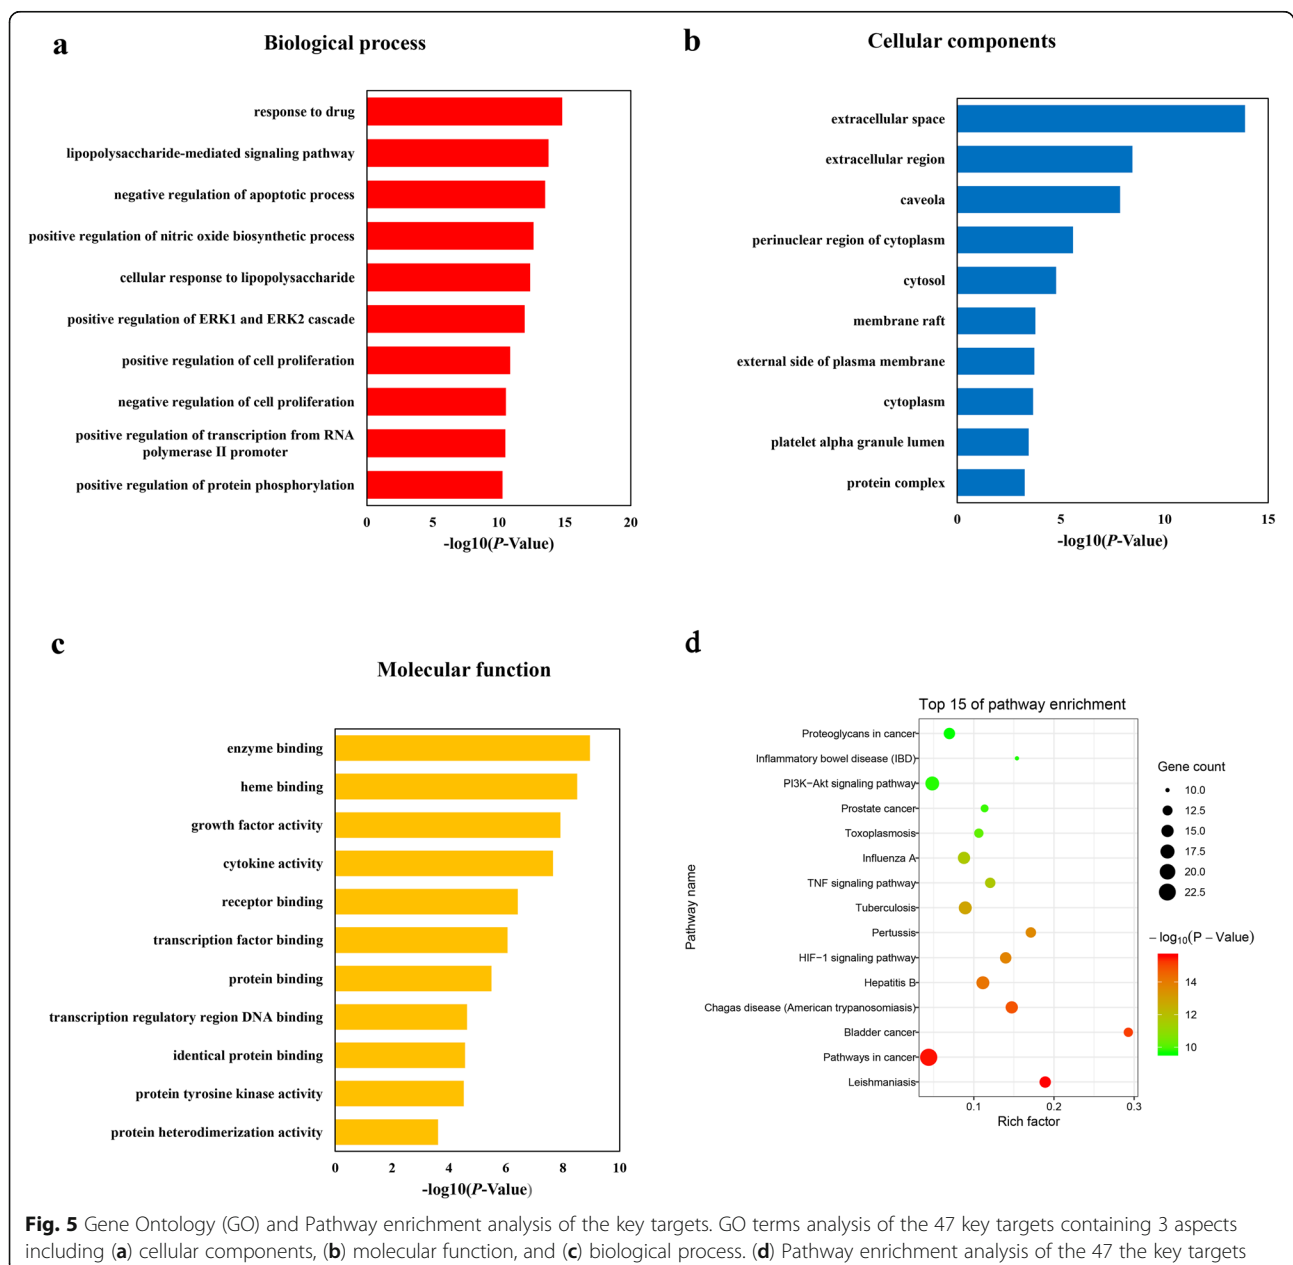 a
Biological process
response to drug
lipopolysaccharide-mediated signaling pathway
negative regulation of apoptotic process
positive regulation of nitric oxide biosynthetic process
cellular response to lipopolysaccharide
positive regulation of ERK1 and ERK2 cascade
positive regulation of cell proliferation
negative regulation of cell proliferation
positive regulation of transcription from RNA
polymerase II promoter
positive regulation of protein phosphorylation
0 5 10 15 20
-log10(P-Value)
b
Cellular components
extracellular space
extracellular region
caveola
perinuclear region of cytoplasm
cytosol
membrane raft
external side of plasma membrane
cytoplasm
platelet alpha granule lumen
protein complex
0 5 10 15
-log10(P-Value)
c
Molecular function
enzyme binding
heme binding
growth factor activity
cytokine activity
receptor binding
transcription factor binding
protein binding
transcription regulatory region DNA binding
identical protein binding
protein tyrosine kinase activity
protein heterodimerization activity
0 2 4 6 8 10
-log10(P-Value)
d
Top 15 of pathway enrichment
Pathway name
Proteoglycans in cancer
Inflammatory bowel disease (IBD)
PI3K−Akt signaling pathway
Prostate cancer
Toxoplasmosis
Influenza A
TNF signaling pathway
Tuberculosis
Pertussis
HIF−1 signaling pathway
Hepatitis B
Chagas disease (American trypanosomiasis)
Bladder cancer
Pathways in cancer
Leishmaniasis
0.1 0.2 0.3
Rich factor
Gene count
10.0
12.5
15.0
17.5
20.0
22.5
− log10(P − Value)
14
12
10
Fig. 5 Gene Ontology (GO) and Pathway enrichment analysis of the key targets. GO terms analysis of the 47 key targets containing 3 aspects
including (a) cellular components, (b) molecular function, and (c) biological process. (d) Pathway enrichment analysis of the 47 the key targets